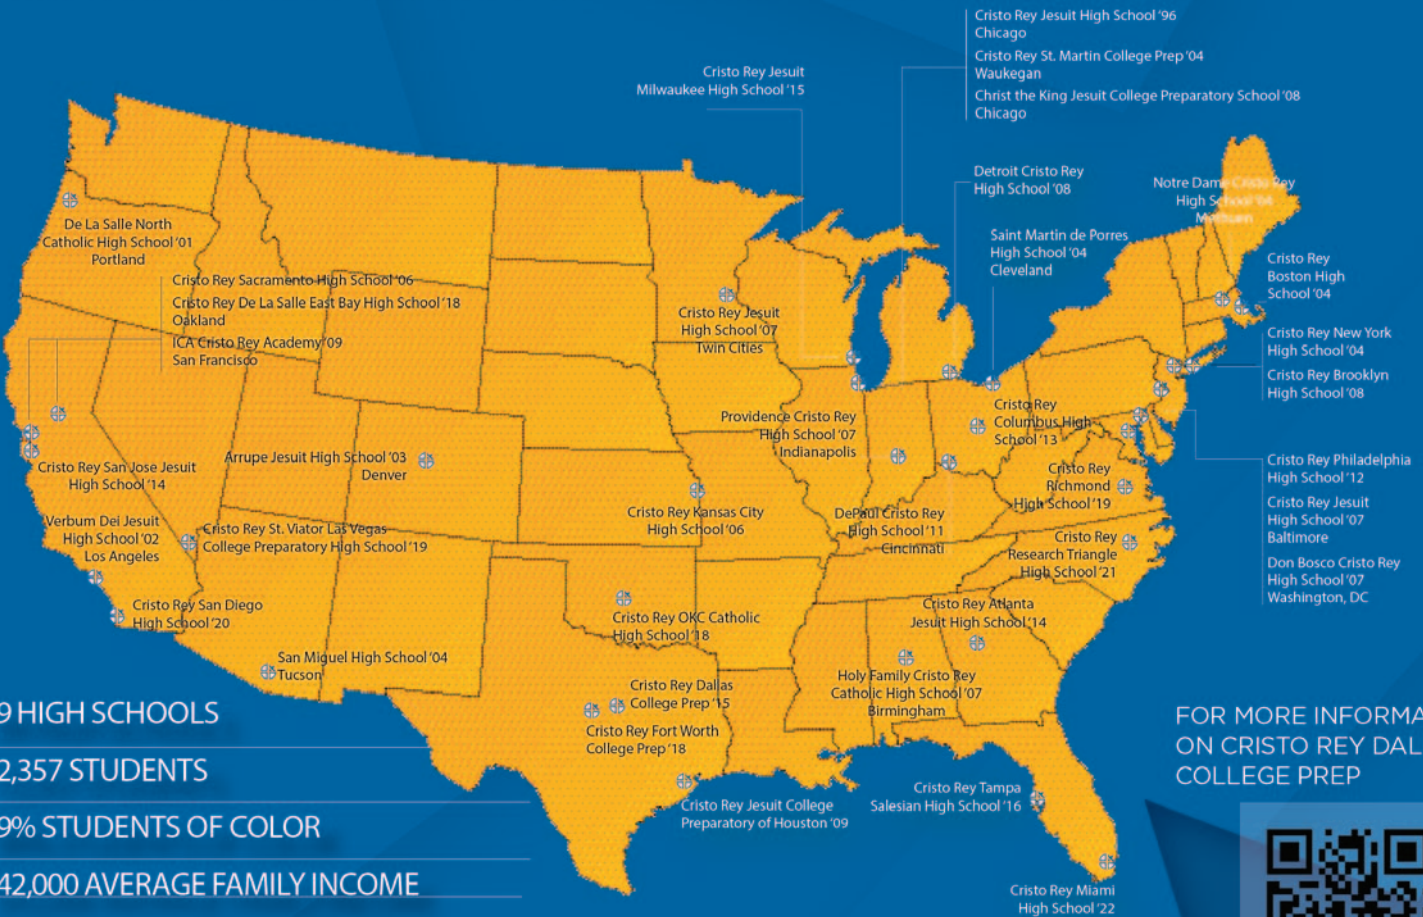 Cristo Rey Jesuit High School '96
Chicago
Cristo Rey St. Martin College Prep '04
Waukegan
Christ the King Jesuit College Preparatory School '08
Chicago
Cristo Rey Jesuit
Milwaukee High School '15
Detroit Cristo Rey
High School '08
Notre Dame Cristo Rey
High School '04
Methuen
Saint Martin de Porres
High School '04
Cleveland
De La Salle North
Catholic High School '01
Portland
Cristo Rey
Boston High
School '04
Cristo Rey Sacramento High School '06
Cristo Rey De La Salle East Bay High School '18
Oakland
ICA Cristo Rey Academy '09
San Francisco
Cristo Rey Jesuit
High School '07
Twin Cities
Cristo Rey New York
High School '04
Cristo Rey Brooklyn
High School '08
Providence Cristo Rey
High School '07
Indianapolis
Cristo Rey
Columbus High
School '13
Arrupe Jesuit High School '03
Denver
Cristo Rey San Jose Jesuit
High School '14
Cristo Rey
Richmond
High School '19
Cristo Rey Philadelphia
High School '12
Cristo Rey Jesuit
High School '07
Baltimore
Don Bosco Cristo Rey
High School '07
Washington, DC
Verbum Dei Jesuit
High School '02
Los Angeles
Cristo Rey St. Viator Las Vegas
College Preparatory High School '19
Cristo Rey Kansas City
High School '06
DePaul Cristo Rey
High School '11
Cincinnati
Cristo Rey
Research Triangle
High School '21
Cristo Rey San Diego
High School '20
Cristo Rey OKC Catholic
High School '18
Cristo Rey Atlanta
Jesuit High School '14
San Miguel High School '04
Tucson
Cristo Rey Dallas
College Prep '15
Cristo Rey Fort Worth
College Prep '18
Holy Family Cristo Rey
Catholic High School '07
Birmingham
Cristo Rey Jesuit College
Preparatory of Houston '09
Cristo Rey Tampa
Salesian High School '16
Cristo Rey Miami
High School '22
9 HIGH SCHOOLS
2,357 STUDENTS
9% STUDENTS OF COLOR
42,000 AVERAGE FAMILY INCOME
FOR MORE INFORMA
ON CRISTO REY DAL
COLLEGE PREP